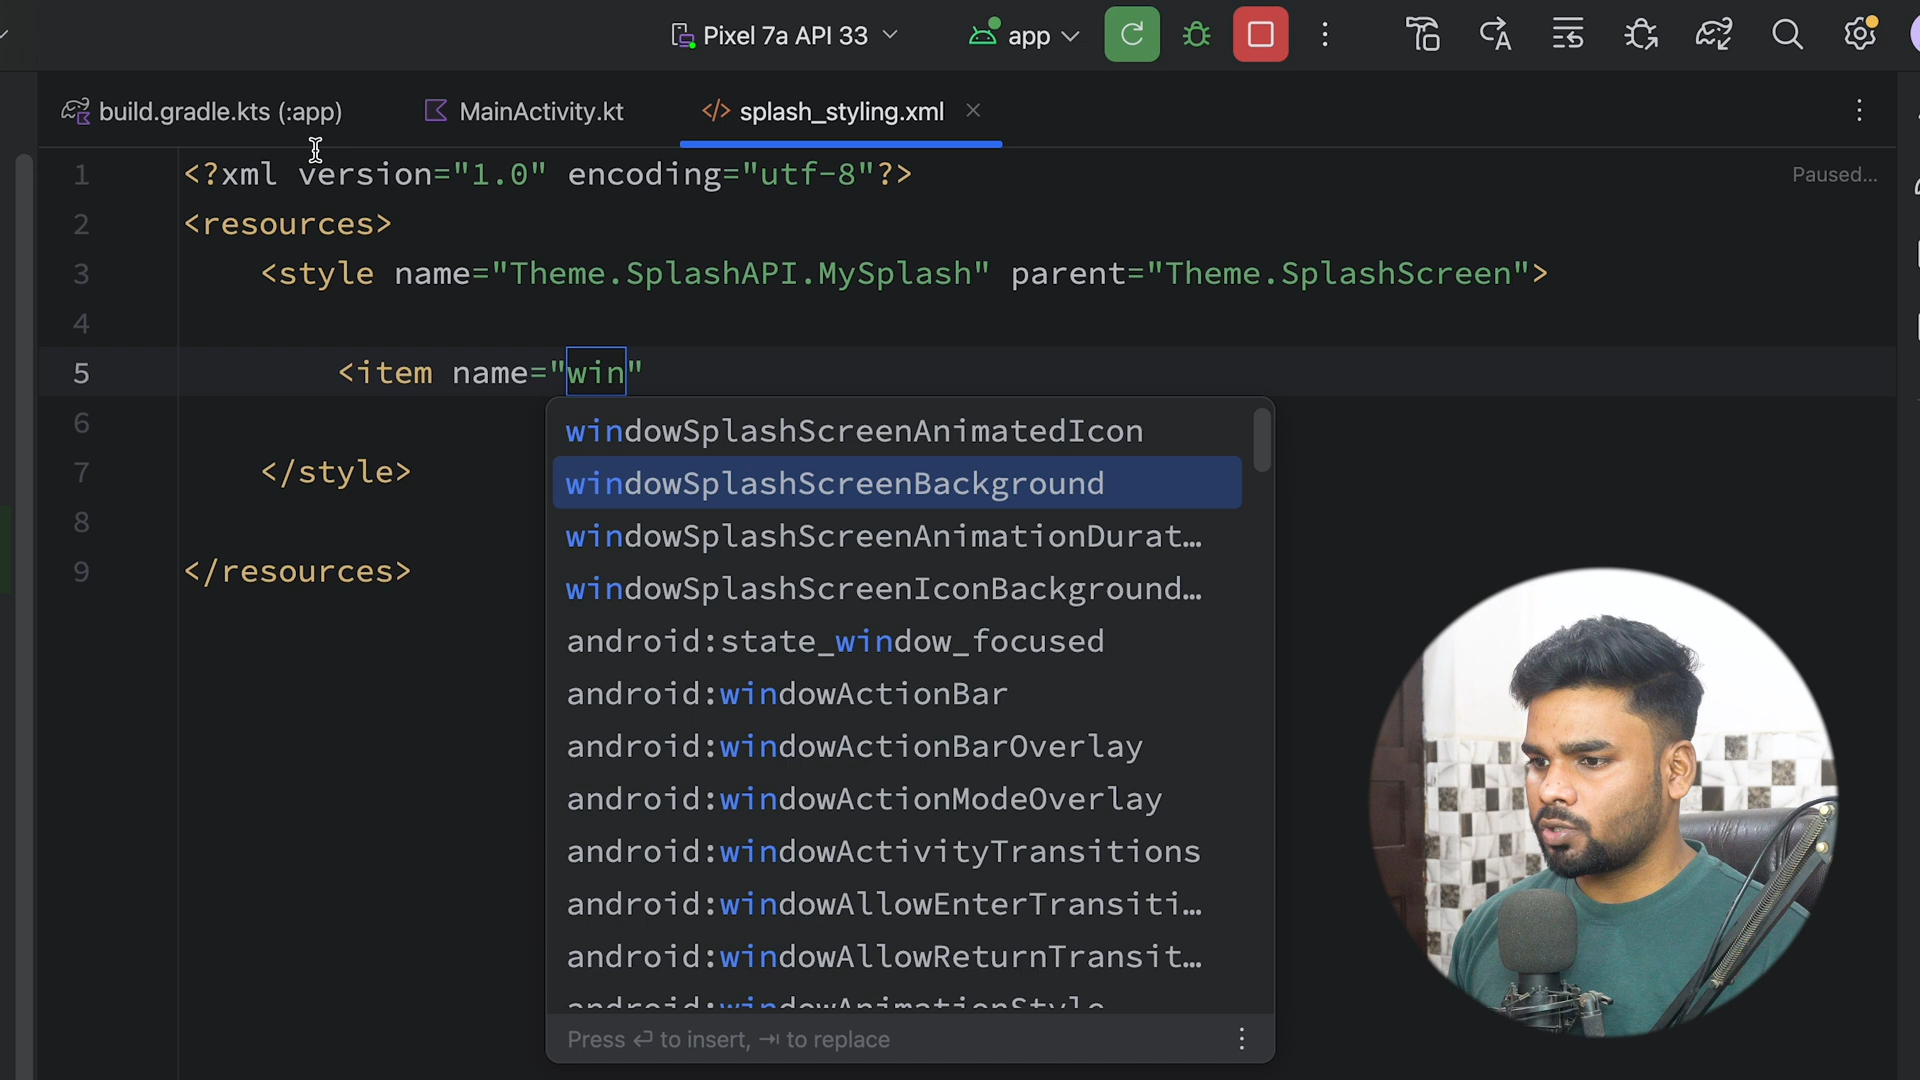 Pixel 7a API 33 app
build.gradle.kts (:app) MainActivity.kt splash_styling.xml
1 <?xml version="1.0" encoding="utf-8"?> Paused...
2 <resources>
3 <style name="Theme.SplashAPI.MySplash" parent="Theme.SplashScreen">
4
5 <item name="win"
windowSplashScreenAnimatedIcon
6
windowSplashScreenBackground
7 </style>
windowSplashScreenAnimationDurat…
8
windowSplashScreenIconBackground…
9 </resources>
android:state_window_focused
android:windowActionBar
android:windowActionBarOverlay
android:windowActionModeOverlay
android:windowActivityTransitions
android:windowAllowEnterTransiti…
android:windowAllowReturnTransit…
android:windowAnimationStyle
Press ↵ to insert, ⇥ to replace